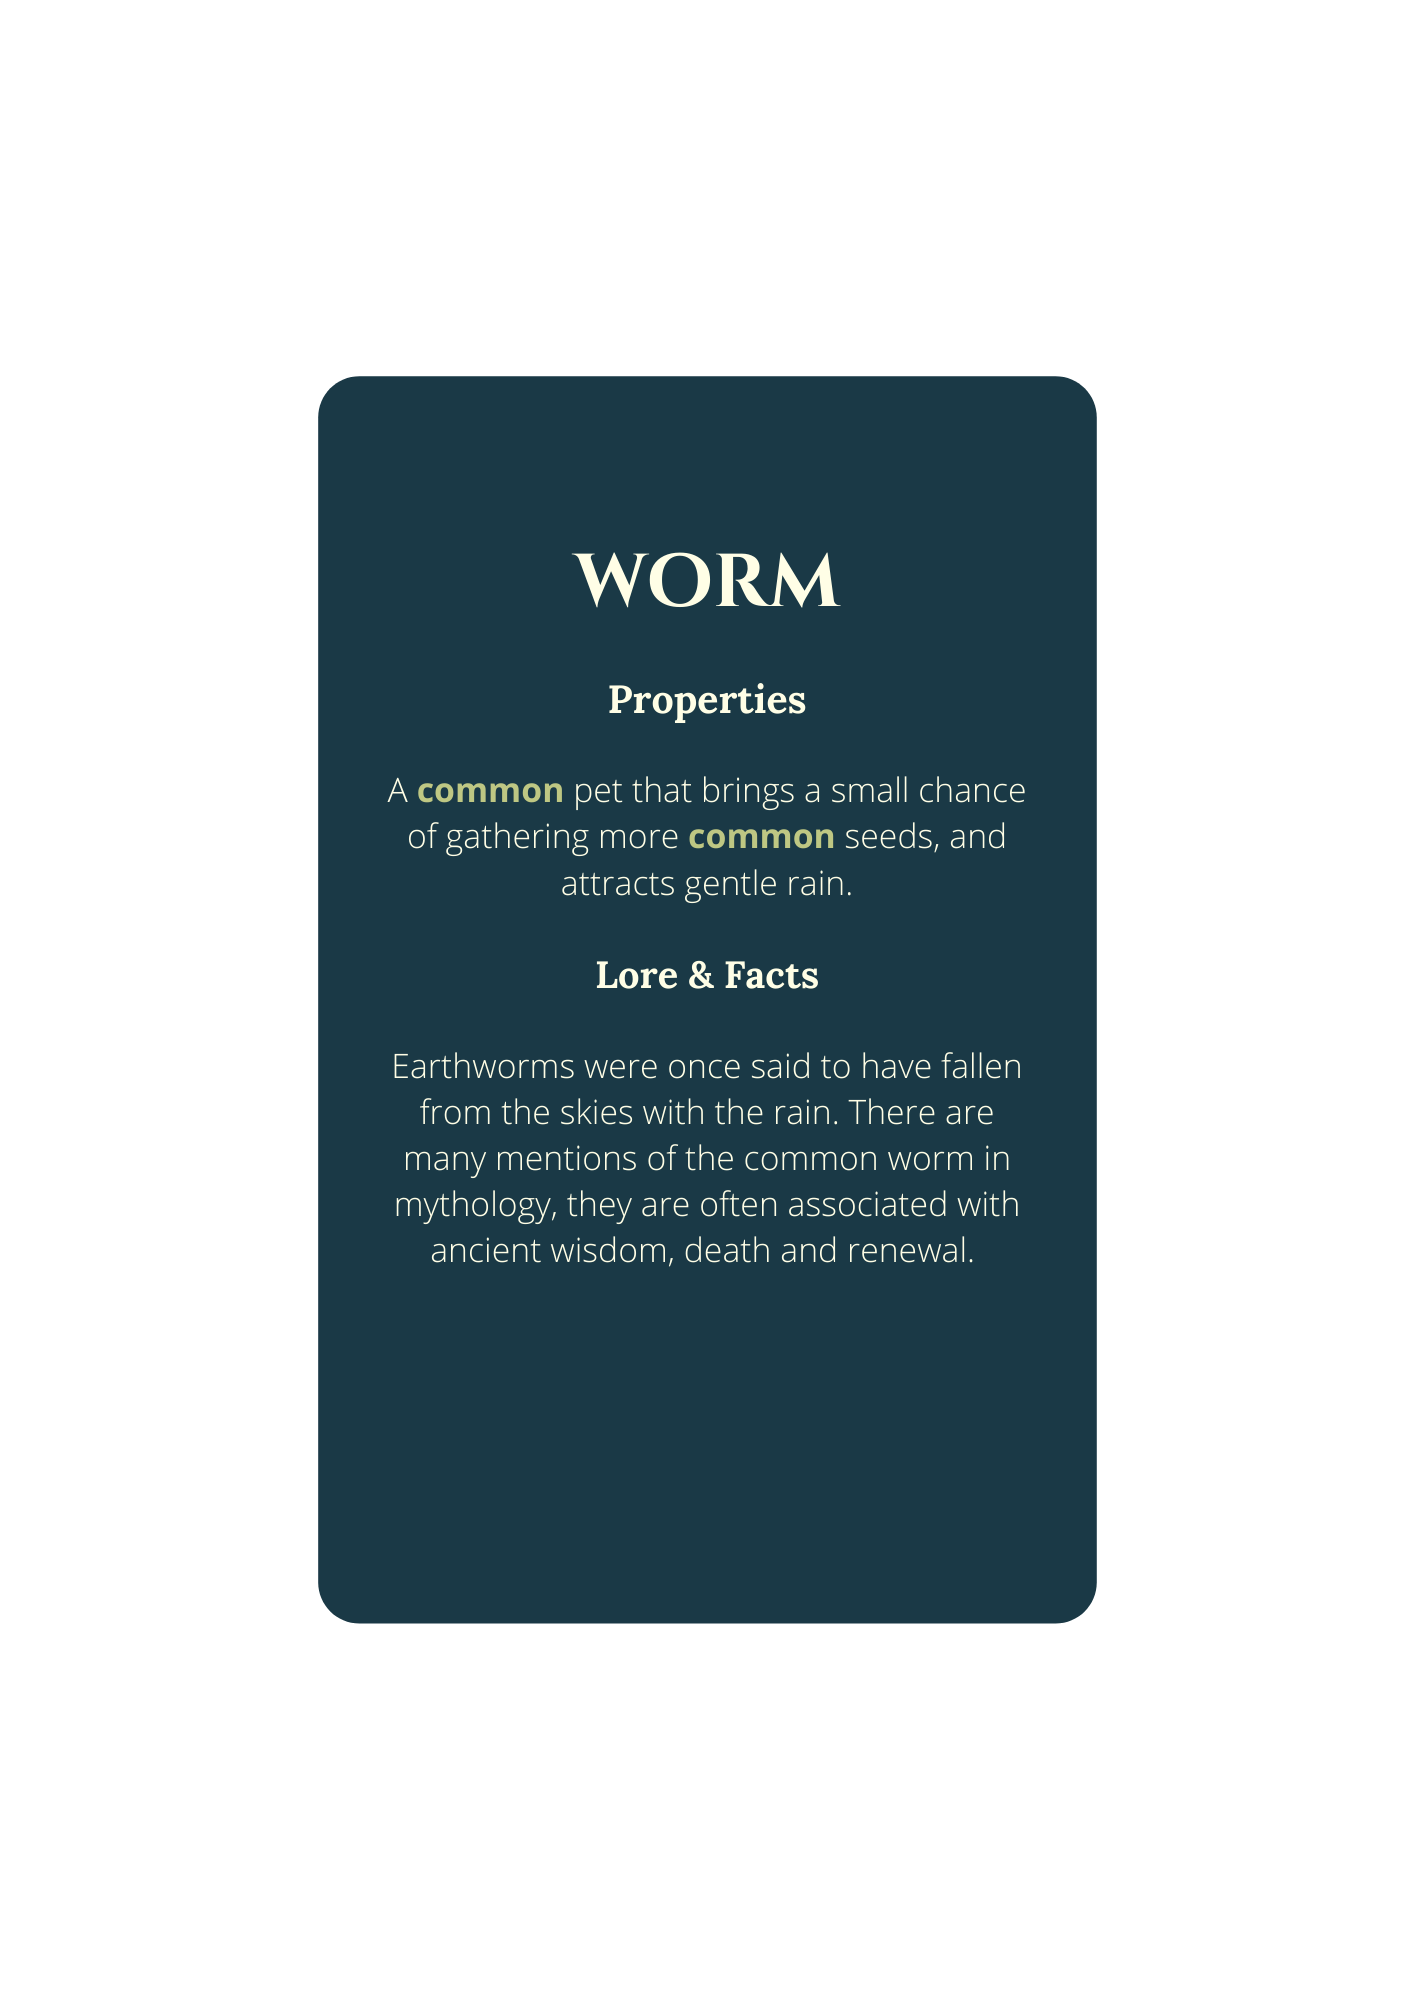 WORM
Properties
A common pet that brings a small chance
of gathering more common seeds, and
attracts gentle rain.
Lore & Facts
Earthworms were once said to have fallen
from the skies with the rain. There are
many mentions of the common worm in
mythology, they are often associated with
ancient wisdom, death and renewal.